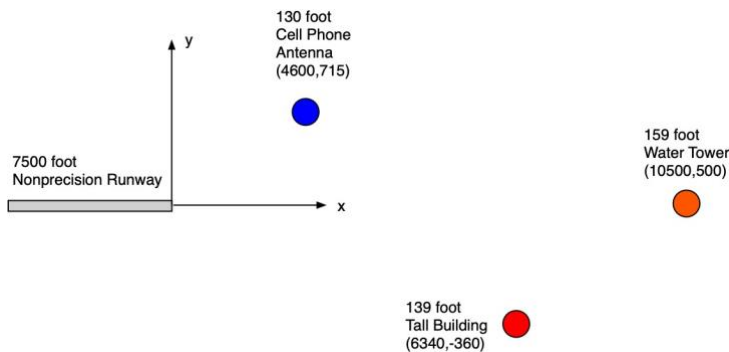 130 foot
Cell Phone
Antenna
(4600,715)
y
7500 foot
Nonprecision Runway
x
159 foot
Water Tower
(10500,500)
139 foot
Tall Building
(6340,-360)